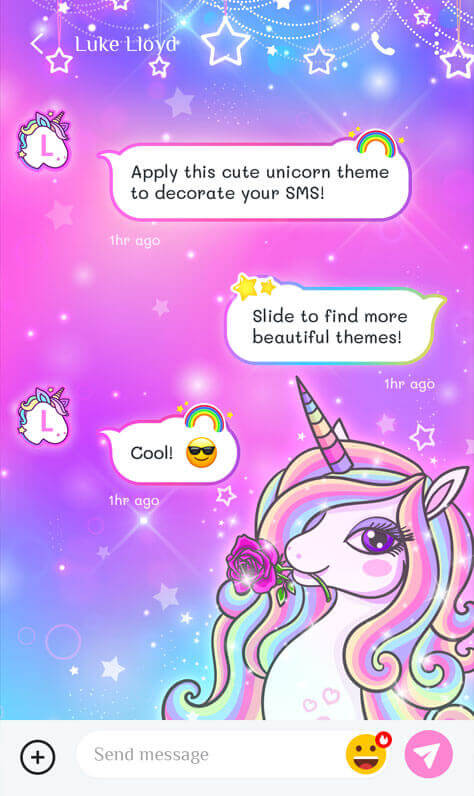 Luke Lloyd
L
Apply this cute unicorn theme
to decorate your SMS!
1hr ago
Slide to find more
beautiful themes!
1hr ago
L
Cool! 😎
1hr ago
Send message